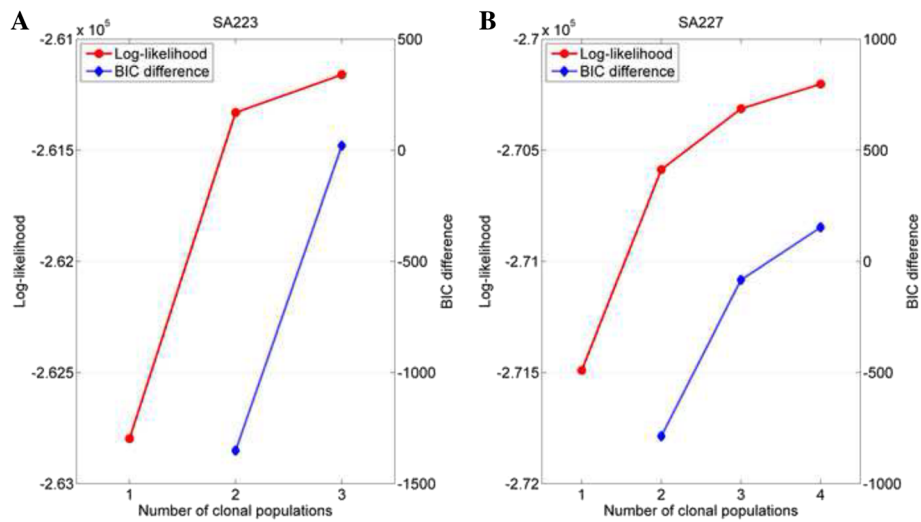 A
SA223
-2.61 x 10^5
500
Log-likelihood
BIC difference
-2.615
0
-2.62
-500
-2.625
-1000
-2.63
-1500
1 2 3
Log-likelihood
BIC difference
Number of clonal populations
B
SA227
-2.7 x 10^5
1000
Log-likelihood
BIC difference
-2.705
500
-2.71
0
-2.715
-500
-2.72
-1000
1 2 3 4
Log-likelihood
BIC difference
Number of clonal populations